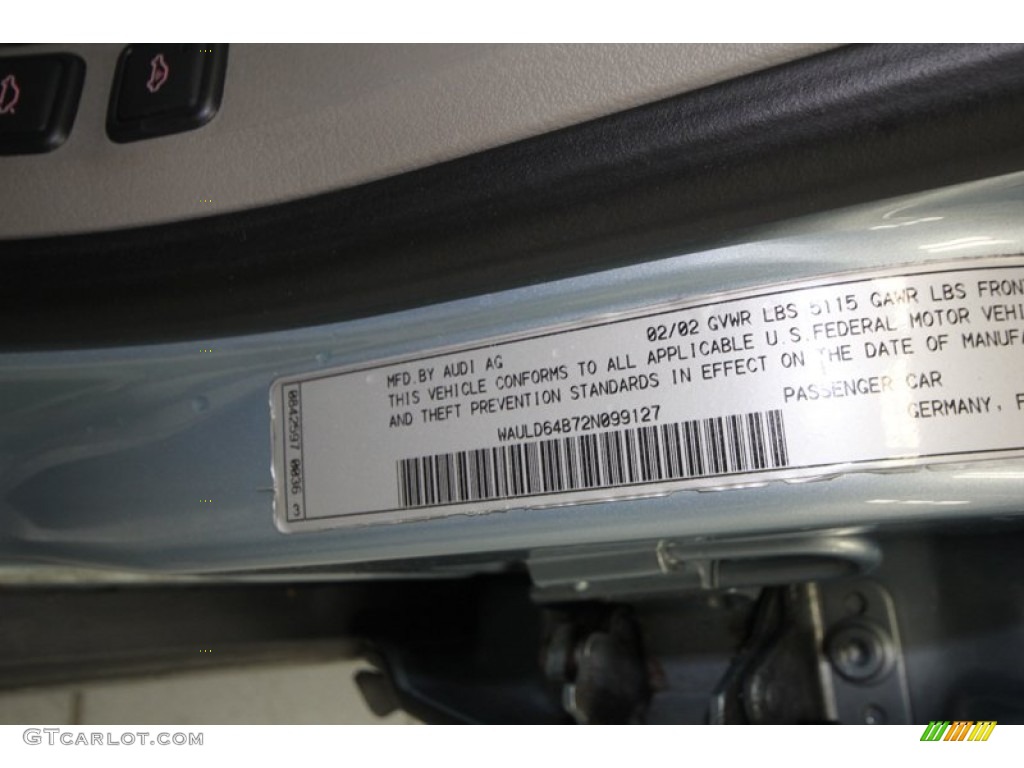 02/02 GVWR LBS 5115 GAWR LBS FRONT
MFD.BY AUDI AG
THIS VEHICLE CONFORMS TO ALL APPLICABLE U.S.FEDERAL MOTOR VEHI
AND THEFT PREVENTION STANDARDS IN EFFECT ON THE DATE OF MANUFA
PASSENGER CAR
WAULD64B72N099127
GERMANY, F
0842597 0036 3
GTCARLOT.COM